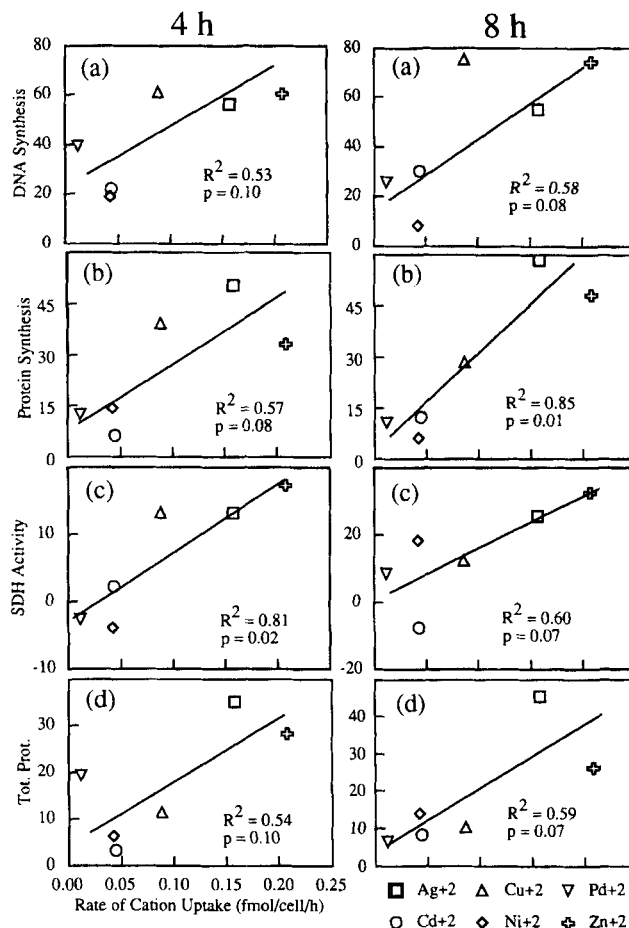 4 h
8 h
(a)
DNA Synthesis
80
60
40
20
0
R² = 0.53
p = 0.10
(a)
80
60
40
20
0
R² = 0.58
p = 0.08
(b)
Protein Synthesis
45
30
15
0
R² = 0.57
p = 0.08
(b)
45
30
15
0
R² = 0.85
p = 0.01
(c)
SDH Activity
10
0
-10
R² = 0.81
p = 0.02
(c)
20
0
-20
R² = 0.60
p = 0.07
(d)
Tot. Prot.
30
20
10
0
R² = 0.54
p = 0.10
(d)
40
30
20
10
0
R² = 0.59
p = 0.07
0.00 0.05 0.10 0.15 0.20 0.25
Rate of Cation Uptake (fmol/cell/h)
Ag+2 Cu+2 Pd+2
Cd+2 Ni+2 Zn+2